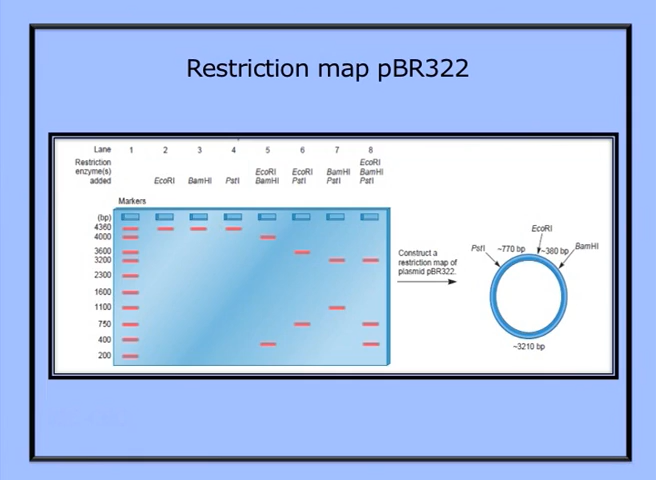 Restriction map pBR322
Lane 1 2 3 4 5 6 7 8
Restriction enzyme(s) added
EcoRI
BamHI
PstI
EcoRI BamHI
EcoRI PstI
BamHI PstI
EcoRI BamHI PstI
Markers
(bp)
4360
4000
3600
3200
2300
1600
1100
750
400
200
Construct a
restriction map of
plasmid pBR322.
EcoRI
PstI ~770 bp ~380 bp BamHI
~3210 bp